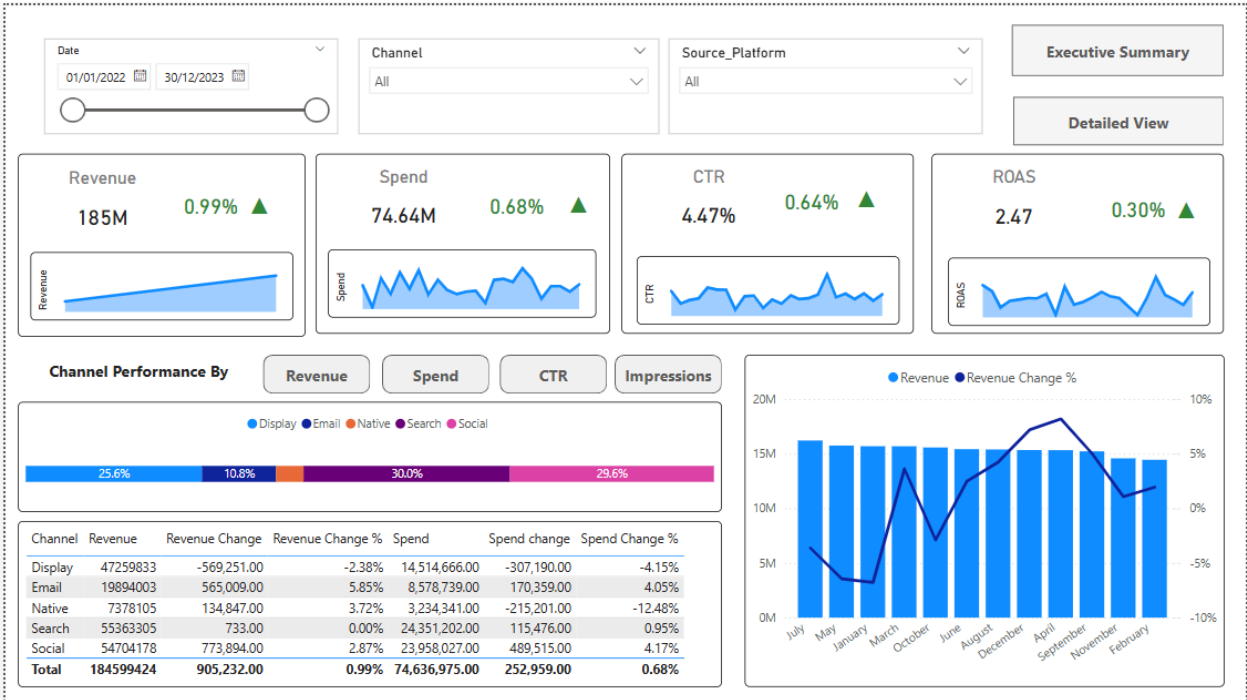 Date
01/01/2022 30/12/2023
Channel
All
Source_Platform
All
Executive Summary
Detailed View
Revenue
185M
0.99% ▲
Revenue
Spend
74.64M
0.68% ▲
Spend
CTR
4.47%
0.64% ▲
CTR
ROAS
2.47
0.30% ▲
ROAS
Channel Performance By
Revenue
Spend
CTR
Impressions
Display Email Native Search Social
25.6% 10.8% 30.0% 29.6%
Channel Revenue Revenue Change Revenue Change % Spend Spend change Spend Change %
Display 47259833 -569,251.00 -2.38% 14,514,666.00 -307,190.00 -4.15%
Email 19894003 565,009.00 5.85% 8,578,739.00 170,359.00 4.05%
Native 7378105 134,847.00 3.72% 3,234,341.00 -215,201.00 -12.48%
Search 55363305 733.00 0.00% 24,351,202.00 115,476.00 0.95%
Social 54704178 773,894.00 2.87% 23,958,027.00 489,515.00 4.17%
Total 184599424 905,232.00 0.99% 74,636,975.00 252,959.00 0.68%
Revenue Revenue Change %
20M 10%
15M 5%
10M 0%
5M -5%
0M -10%
July May January March October June August December April September November February